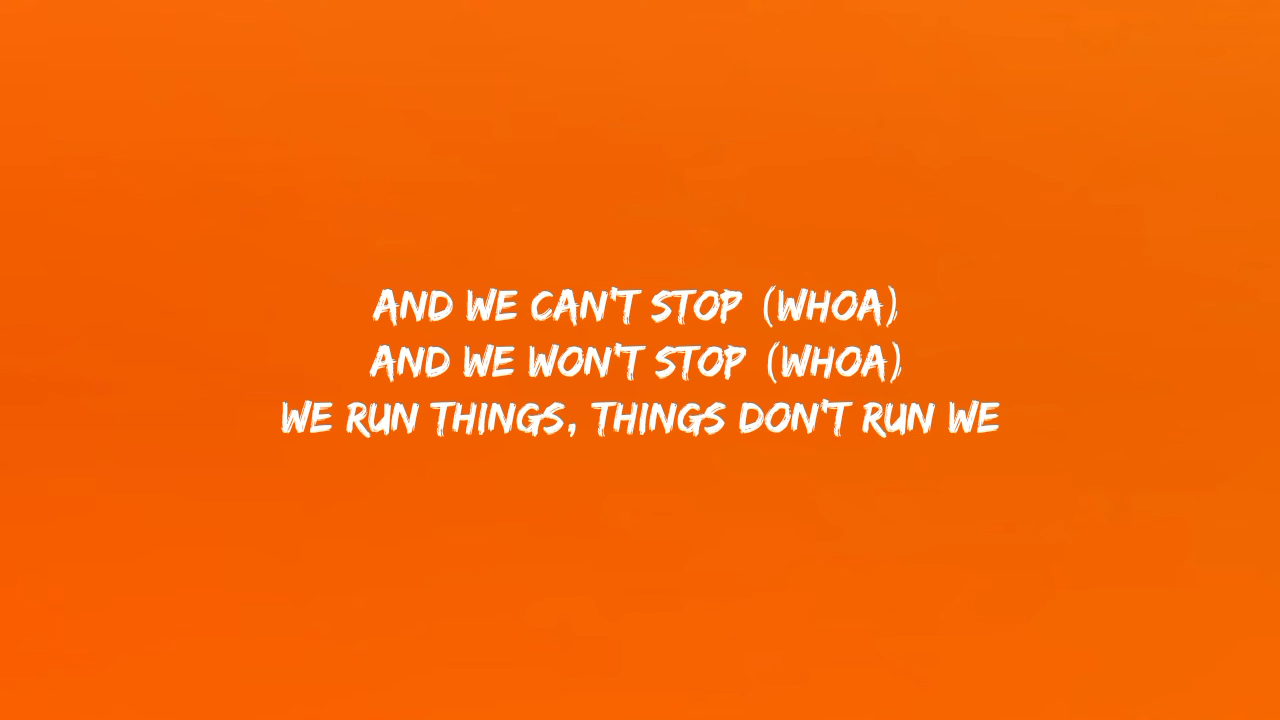 AND WE CAN'T STOP (WHOA)
AND WE WON'T STOP (WHOA)
WE RUN THINGS, THINGS DON'T RUN WE